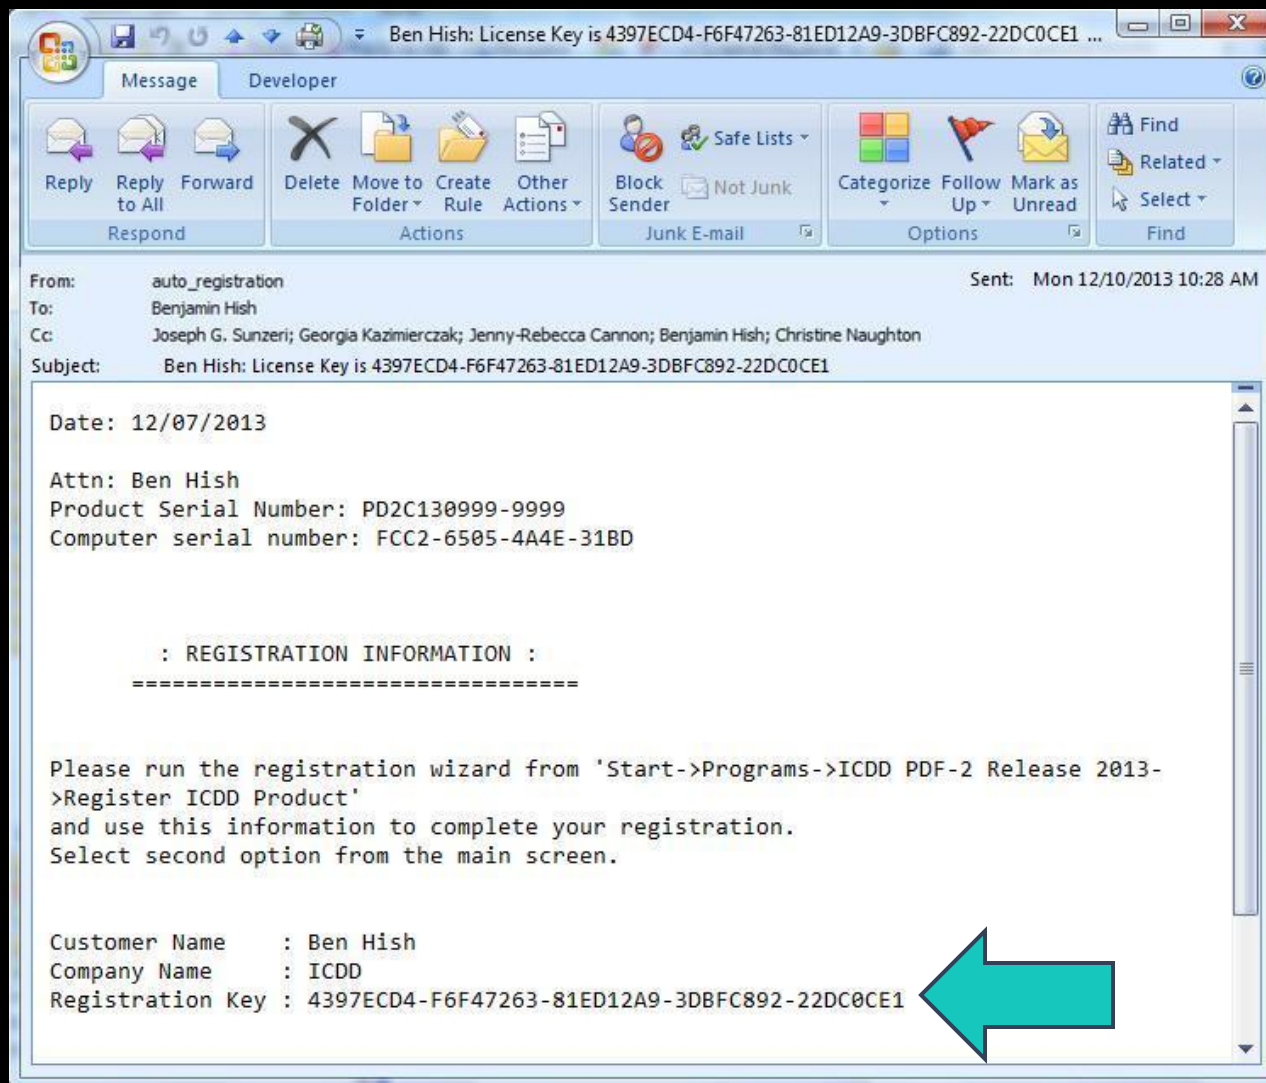 Ben Hish: License Key is 4397ECD4-F6F47263-81ED12A9-3DBFC892-22DC0CE1 ...
Message Developer
Reply Reply to All Forward
Respond
Delete Move to Folder Create Rule Other Actions
Actions
Block Sender Safe Lists Not Junk
Junk E-mail
Categorize Follow Up Mark as Unread
Options
Find
Related
Select
Find
From: auto_registration Sent: Mon 12/10/2013 10:28 AM
To: Benjamin Hish
Cc: Joseph G. Sunzeri; Georgia Kazimierczak; Jenny-Rebecca Cannon; Benjamin Hish; Christine Naughton
Subject: Ben Hish: License Key is 4397ECD4-F6F47263-81ED12A9-3DBFC892-22DC0CE1
Date: 12/07/2013
Attn: Ben Hish
Product Serial Number: PD2C130999-9999
Computer serial number: FCC2-6505-4A4E-31BD
: REGISTRATION INFORMATION :
=================================
Please run the registration wizard from 'Start->Programs->ICDD PDF-2 Release 2013-
>Register ICDD Product'
and use this information to complete your registration.
Select second option from the main screen.
Customer Name : Ben Hish
Company Name : ICDD
Registration Key : 4397ECD4-F6F47263-81ED12A9-3DBFC892-22DC0CE1